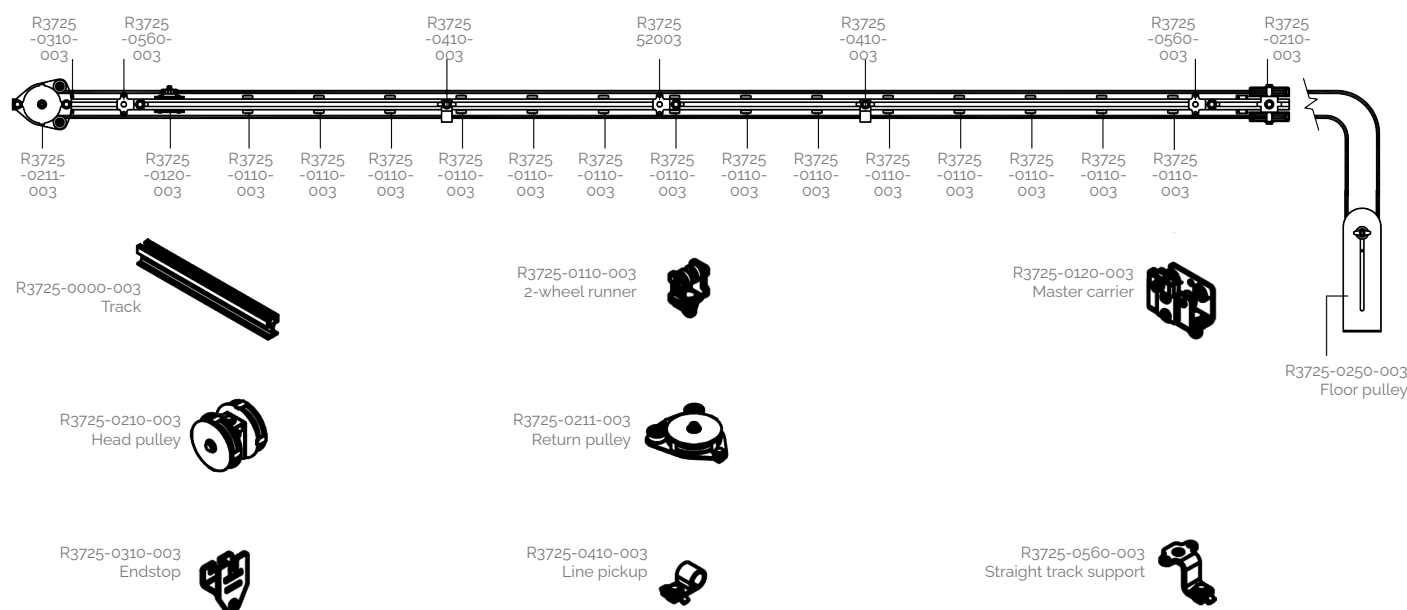 R3725
-0310-
003
R3725
-0560-
003
R3725
-0410-
003
R3725
52003
R3725
-0410-
003
R3725
-0560-
003
R3725
-0210-
003
R3725
-0211-
003
R3725
-0120-
003
R3725
-0110-
003
R3725
-0110-
003
R3725
-0110-
003
R3725
-0110-
003
R3725
-0110-
003
R3725
-0110-
003
R3725
-0110-
003
R3725
-0110-
003
R3725
-0110-
003
R3725
-0110-
003
R3725
-0110-
003
R3725
-0110-
003
R3725
-0110-
003
R3725
-0110-
003
R3725-0000-003
Track
R3725-0110-003
2-wheel runner
R3725-0120-003
Master carrier
R3725-0250-003
Floor pulley
R3725-0210-003
Head pulley
R3725-0211-003
Return pulley
R3725-0310-003
Endstop
R3725-0410-003
Line pickup
R3725-0560-003
Straight track support